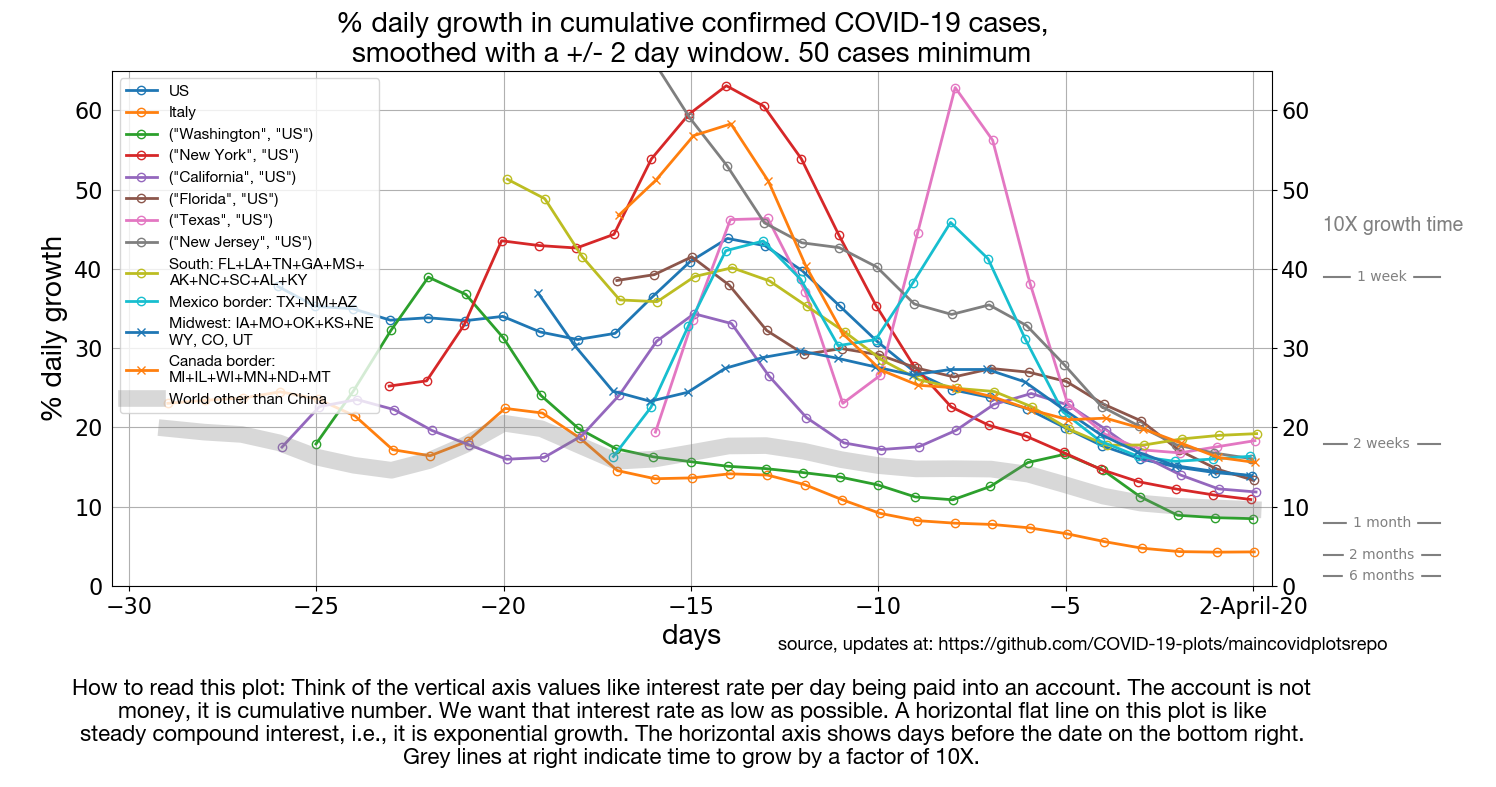 % daily growth in cumulative confirmed COVID-19 cases,
smoothed with a +/- 2 day window. 50 cases minimum
US
Italy
("Washington", "US")
("New York", "US")
("California", "US")
("Florida", "US")
("Texas", "US")
("New Jersey", "US")
South: FL+LA+TN+GA+MS+
AK+NC+SC+AL+KY
Mexico border: TX+NM+AZ
Midwest: IA+MO+OK+KS+NE
WY, CO, UT
Canada border:
MI+IL+WI+MN+ND+MT
World other than China
% daily growth
60
50
40
30
20
10
0
60
50
40
30
20
10
0
10X growth time
1 week
2 weeks
1 month
2 months
6 months
−30 −25 −20 −15 −10 −5 2-April-20
days
source, updates at: https://github.com/COVID-19-plots/maincovidplotsrepo
How to read this plot: Think of the vertical axis values like interest rate per day being paid into an account. The account is not
money, it is cumulative number. We want that interest rate as low as possible. A horizontal flat line on this plot is like
steady compound interest, i.e., it is exponential growth. The horizontal axis shows days before the date on the bottom right.
Grey lines at right indicate time to grow by a factor of 10X.